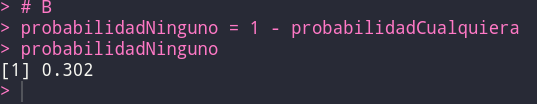 > # B
> probabilidadNinguno = 1 - probabilidadCualquiera
> probabilidadNinguno
[1] 0.302
>